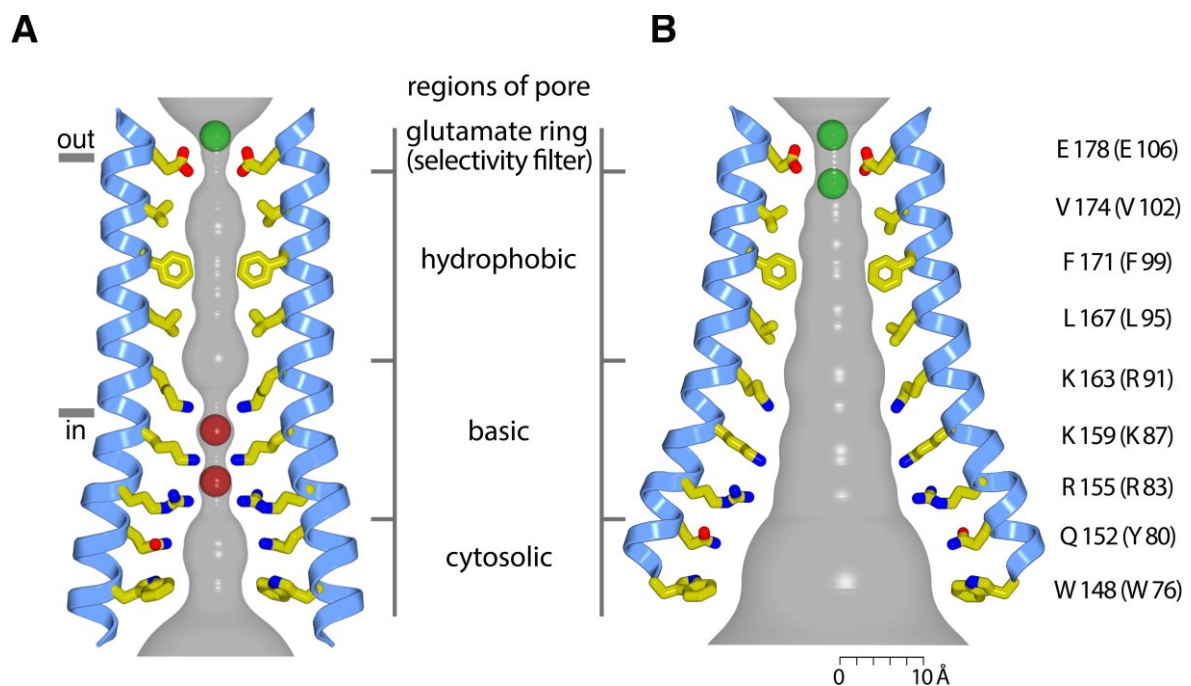 A
B
regions of pore
out
glutamate ring
(selectivity filter)
hydrophobic
in
basic
cytosolic
E 178 (E 106)
V 174 (V 102)
F 171 (F 99)
L 167 (L 95)
K 163 (R 91)
K 159 (K 87)
R 155 (R 83)
Q 152 (Y 80)
W 148 (W 76)
0 10 Å